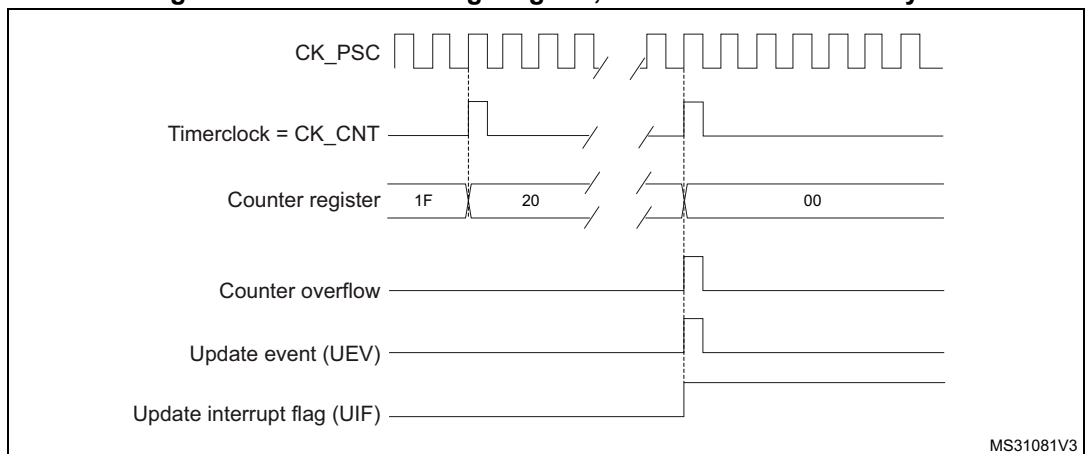 CK_PSC
Timerclock = CK_CNT
Counter register
1F
20
00
Counter overflow
Update event (UEV)
Update interrupt flag (UIF)
MS31081V3